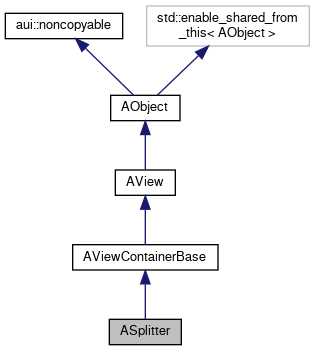 aui::noncopyable
std::enable_shared_from
_this< AObject >
AObject
AView
AViewContainerBase
ASplitter